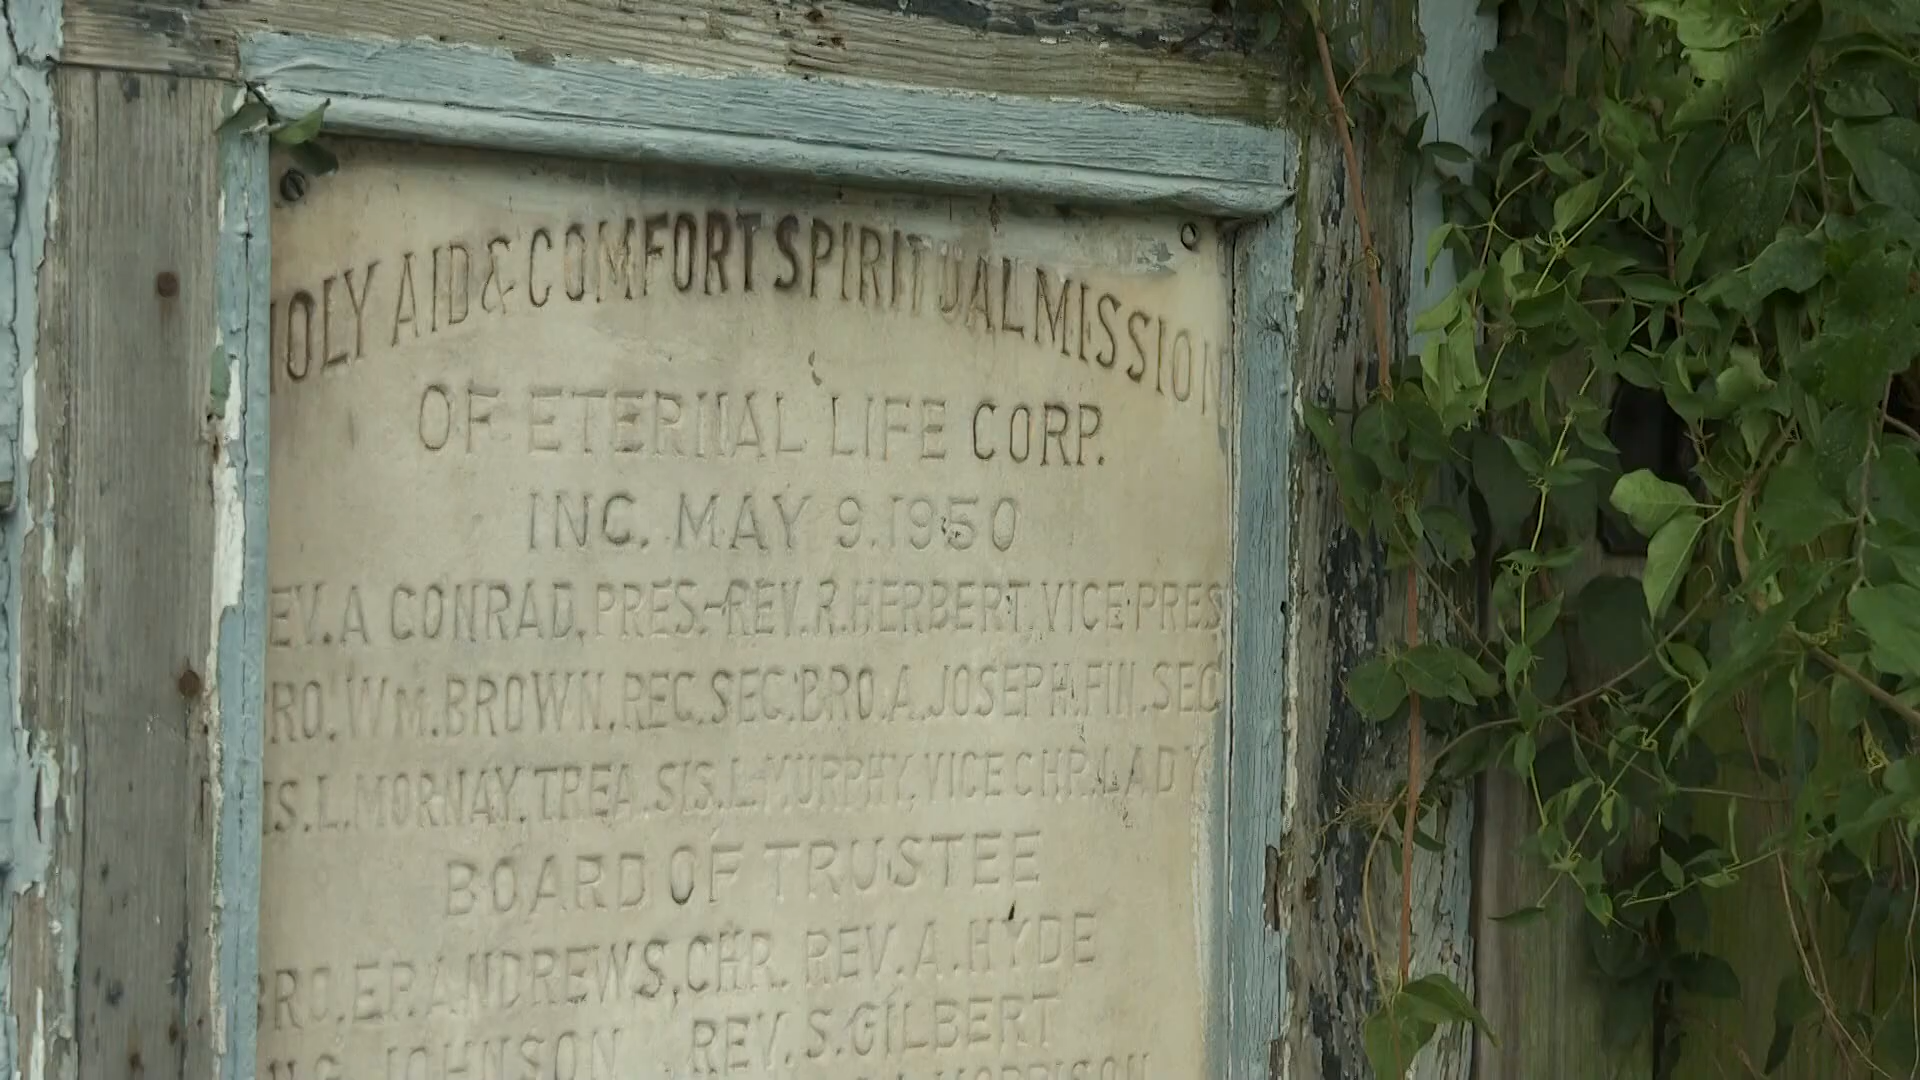 HOLY AID & COMFORT SPIRITUAL MISSION
OF ETERNAL LIFE CORP.
INC. MAY 9.1950
REV. A CONRAD. PRES.-REV. R. HERBERT. VICE PRES
BRO. WM. BROWN. REC. SEC. BRO. A. JOSEPH. FIN. SEC
SIS. L. MORNAY. TREA. SIS. L. MURPHY, VICE CHR. LADY
BOARD OF TRUSTEE
BRO. E.P. ANDREWS, CHR. REV. A. HYDE
JOHNSON REV. S. GILBERT
MORRISON